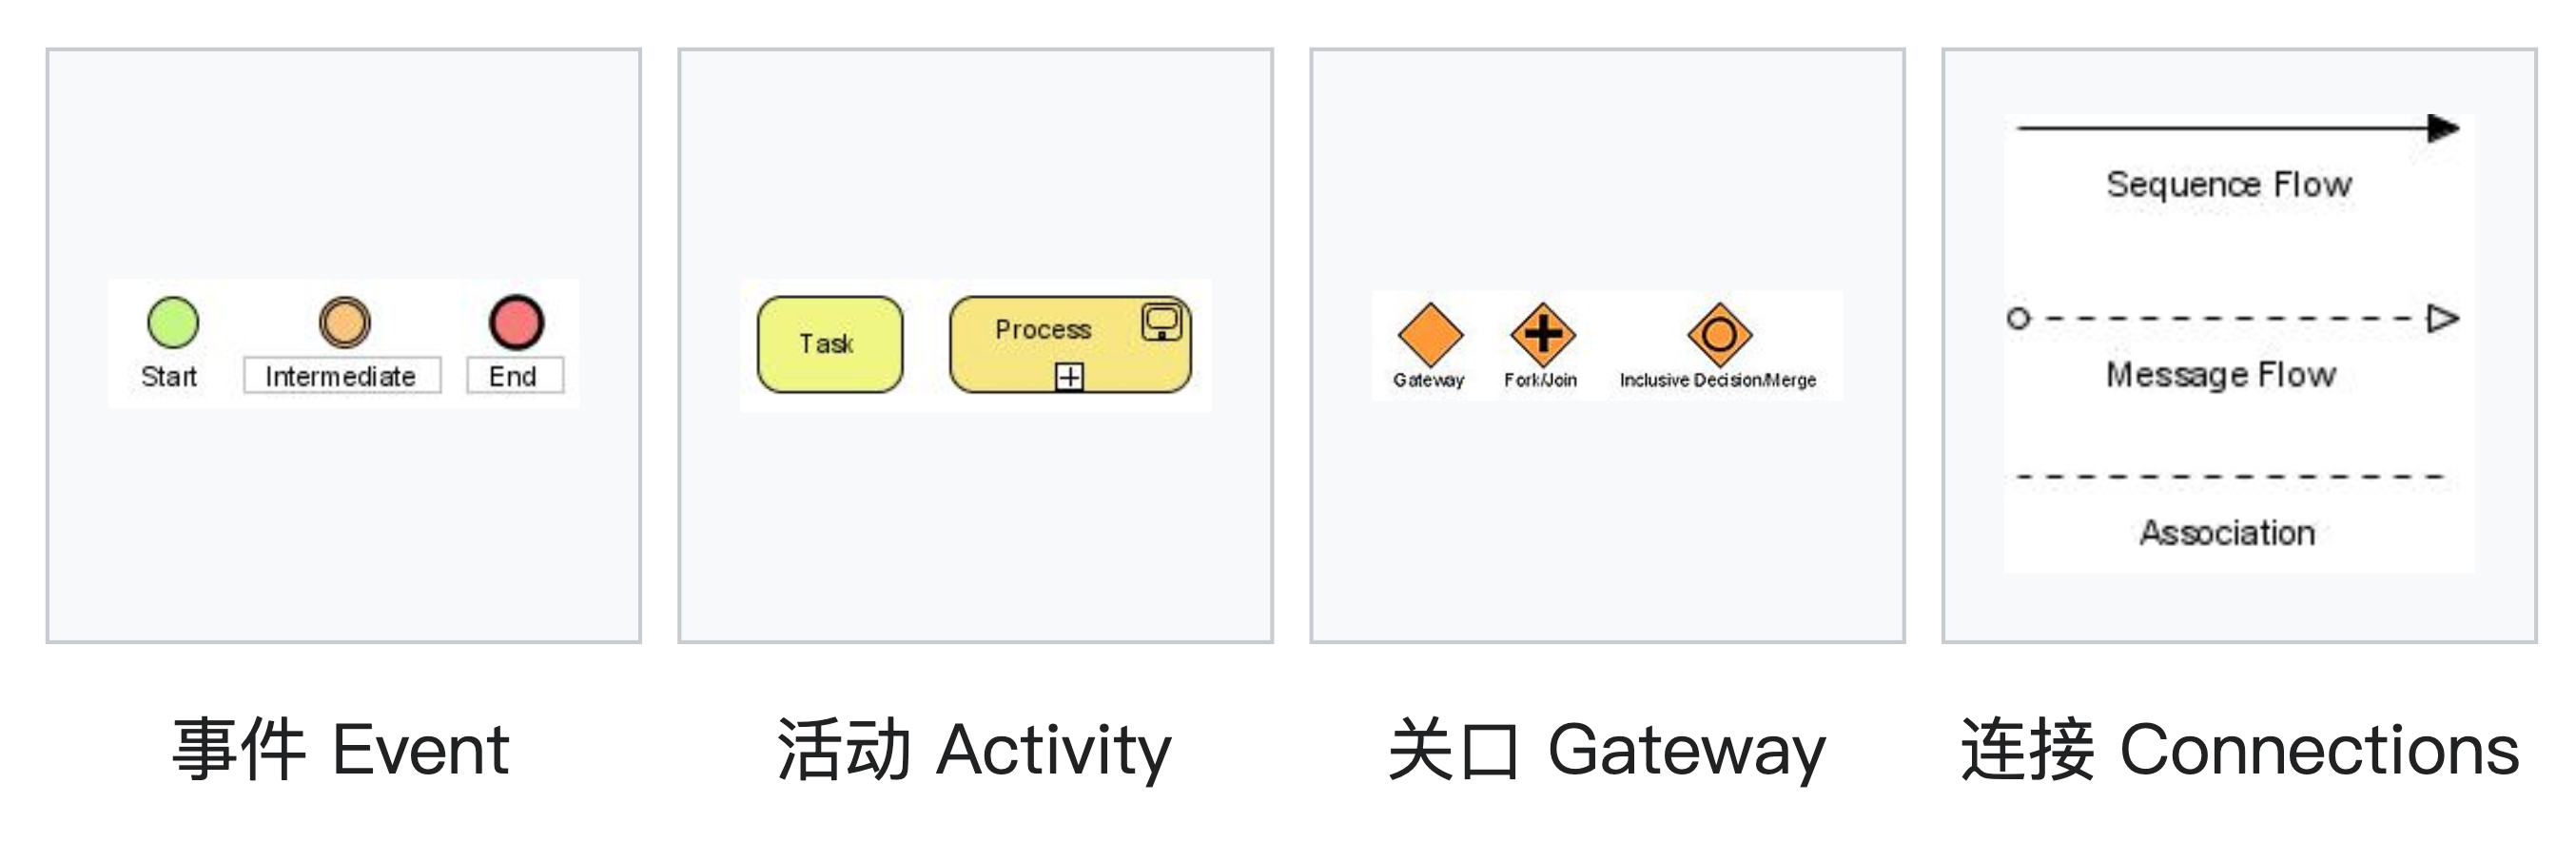 Start
Intermediate
End
Task
Process
Gateway
Fork/Join
Inclusive Decision/Merge
Sequence Flow
Message Flow
Association
事件 Event
活动 Activity
关口 Gateway
连接 Connections